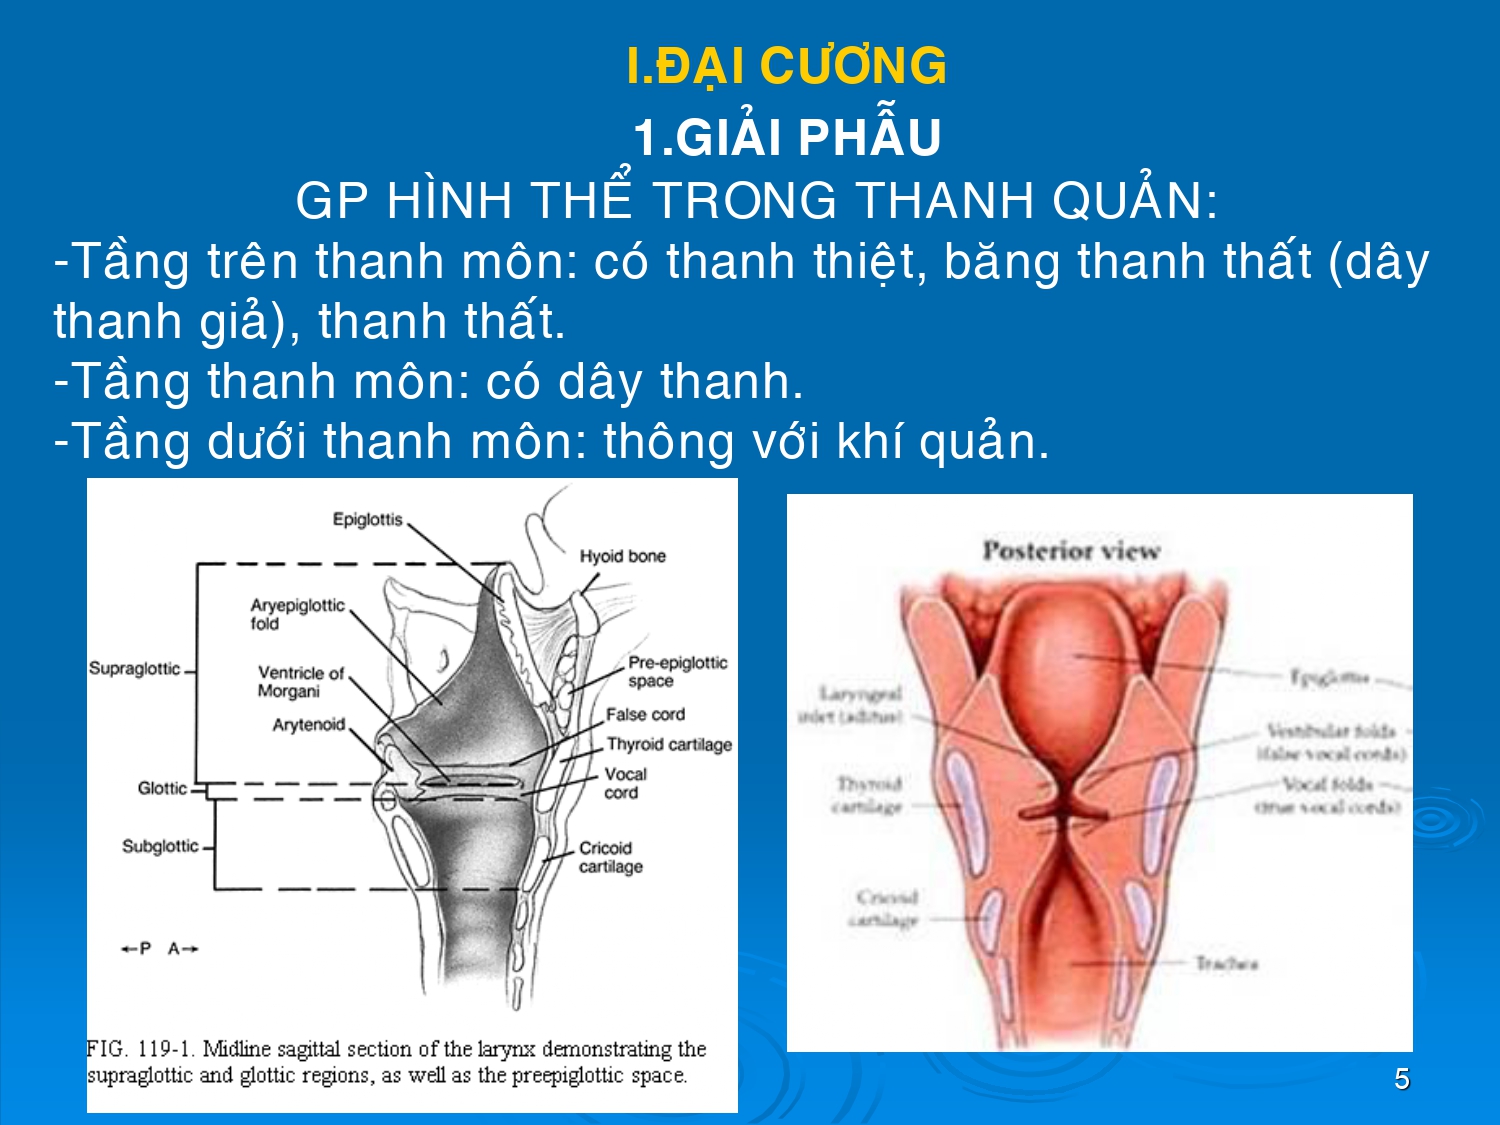 I.ĐẠI CƯƠNG
1.GIẢI PHẪU
GP HÌNH THỂ TRONG THANH QUẢN:
-Tầng trên thanh môn: có thanh thiệt, băng thanh thất (dây
thanh giả), thanh thất.
-Tầng thanh môn: có dây thanh.
-Tầng dưới thanh môn: thông với khí quản.
Epiglottis
Hyoid bone
Aryepiglottic
fold
Supraglottic
Ventricle of
Morgani
Pre-epiglottic
space
Arytenoid
False cord
Thyroid cartilage
Glottic
Vocal
cord
Subglottic
Cricoid
cartilage
←P A→
FIG. 119-1. Midline sagittal section of the larynx demonstrating the
supraglottic and glottic regions, as well as the preepiglottic space.
Posterior view
Epiglottis
Laryngeal
inlet (aditus)
Vestibular folds
(false vocal cords)
Thyroid
cartilage
Vocal folds
(true vocal cords)
Cricoid
cartilage
Trachea
5